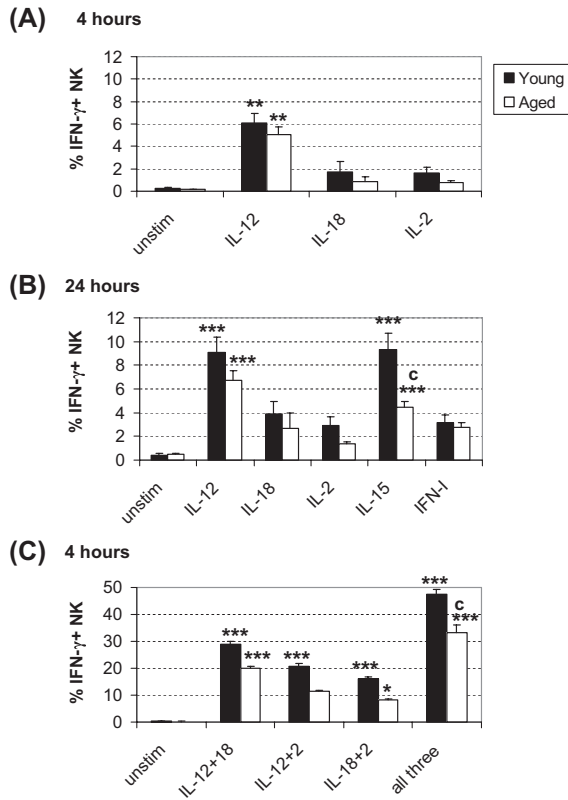 (A) 4 hours
% IFN-γ+ NK
12
10
8
6
4
2
0
** **
unstim
IL-12
IL-18
IL-2
Young
Aged
(B) 24 hours
% IFN-γ+ NK
12
10
8
6
4
2
0
*** ***
*** c ***
unstim
IL-12
IL-18
IL-2
IL-15
IFN-I
(C) 4 hours
% IFN-γ+ NK
50
40
30
20
10
0
*** ***
***
*** *
*** c ***
unstim
IL-12+18
IL-12+2
IL-18+2
all three